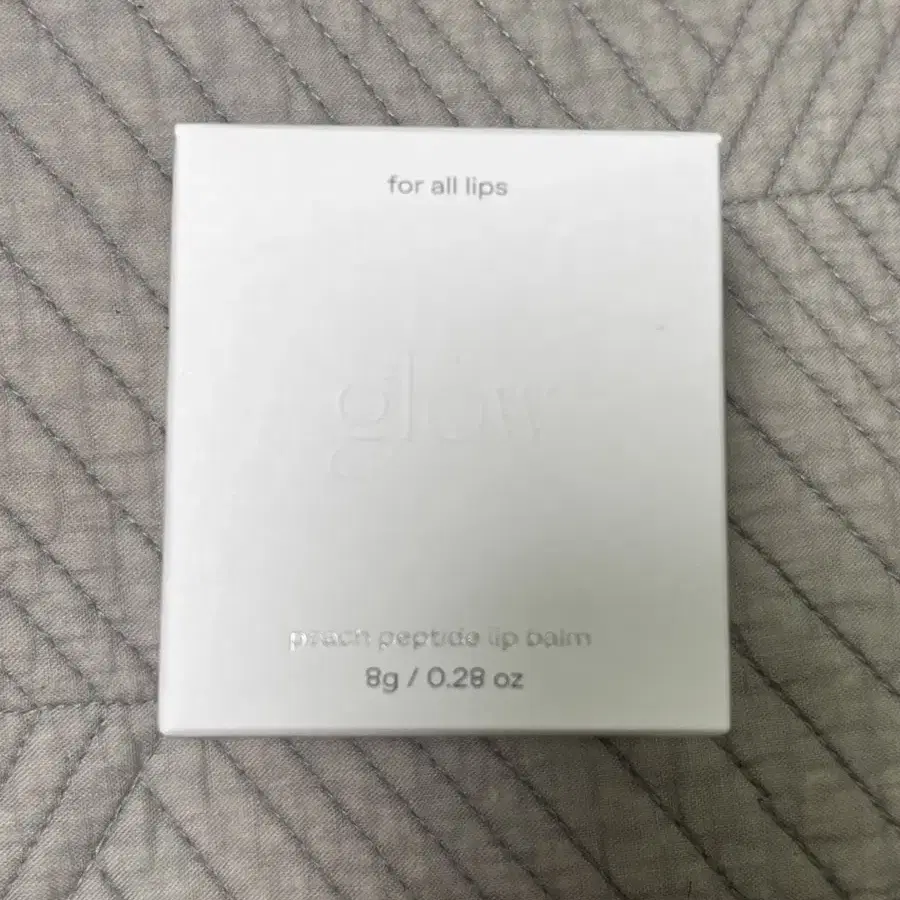 for all lips
glow
peach peptide lip balm
8g / 0.28 oz